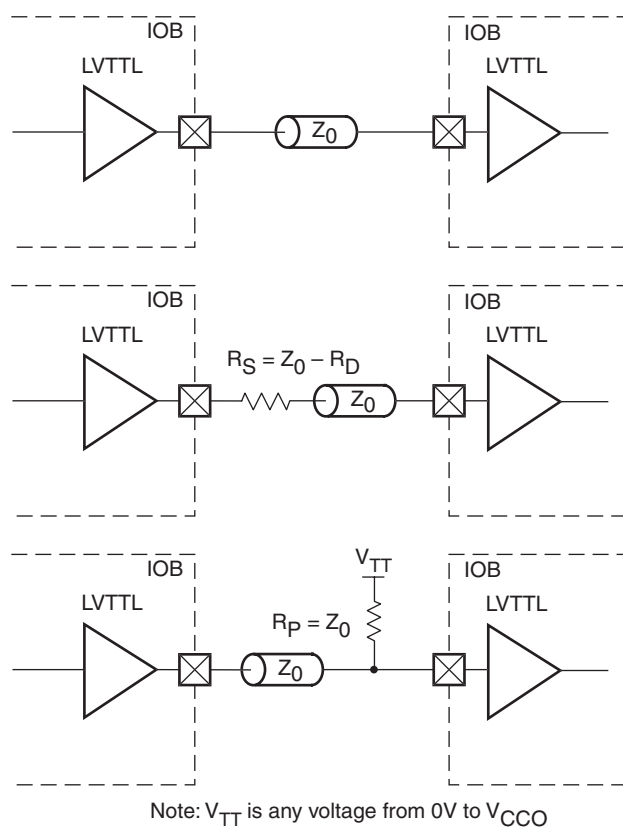 IOB
IOB
LVTTL
LVTTL
Z0
IOB
IOB
LVTTL
LVTTL
RS = Z0 – RD
Z0
IOB
IOB
VTT
LVTTL
LVTTL
RP = Z0
Z0
Note: VTT is any voltage from 0V to VCCO